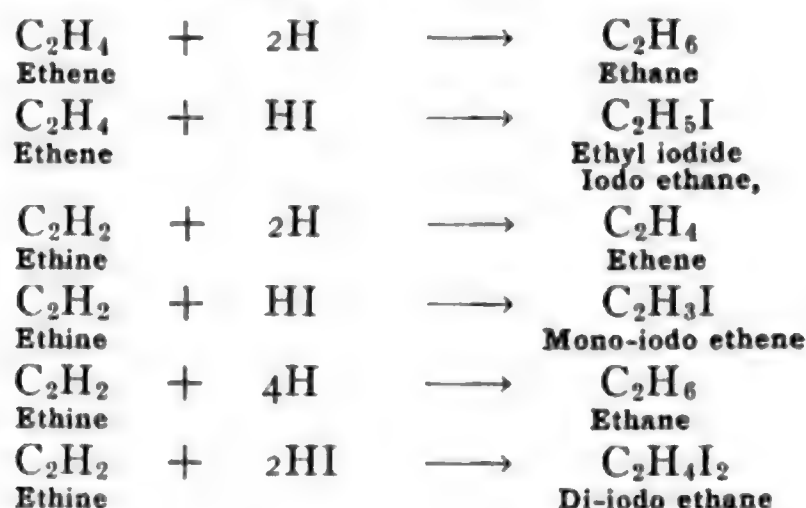 C₂H₄ + 2H ⟶ C₂H₆
Ethene Ethane
C₂H₄ + HI ⟶ C₂H₅I
Ethene Ethyl iodide
Iodo ethane,
C₂H₂ + 2H ⟶ C₂H₄
Ethine Ethene
C₂H₂ + HI ⟶ C₂H₃I
Ethine Mono-iodo ethene
C₂H₂ + 4H ⟶ C₂H₆
Ethine Ethane
C₂H₂ + 2HI ⟶ C₂H₄I₂
Ethine Di-iodo ethane